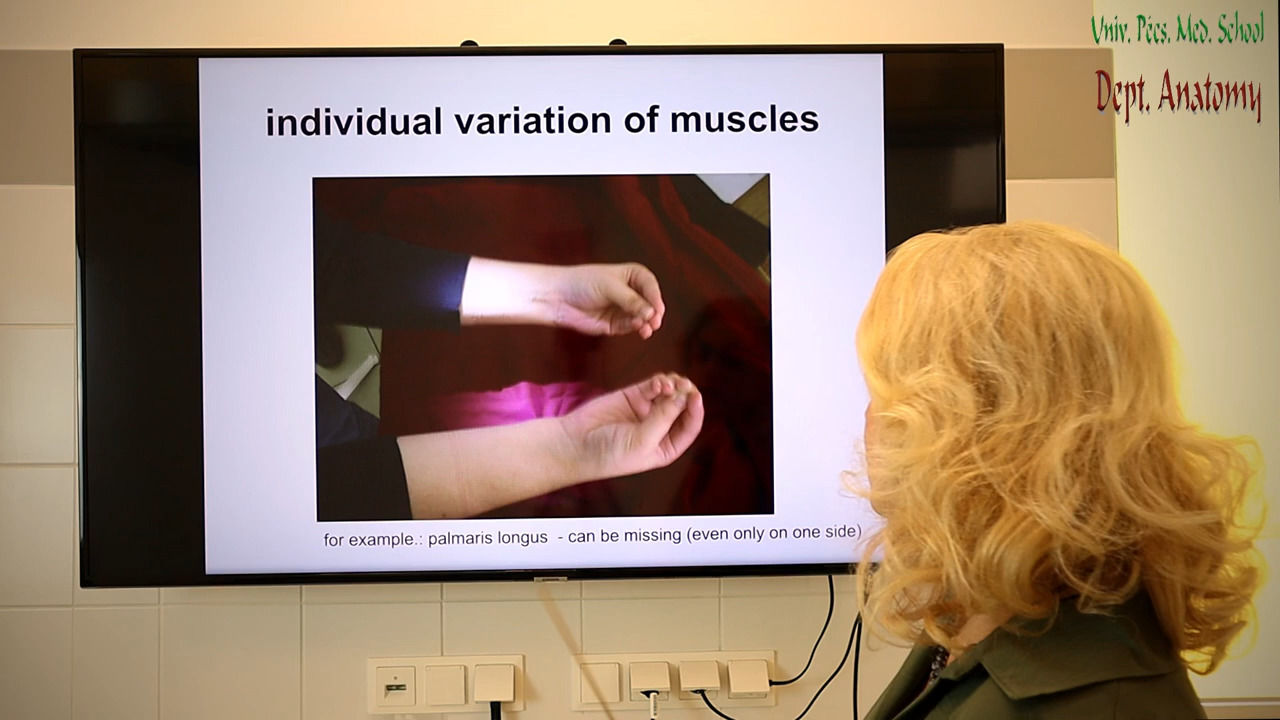 Univ. Pécs. Med. School
Dept. Anatomy
individual variation of muscles
for example.: palmaris longus - can be missing (even only on one side)